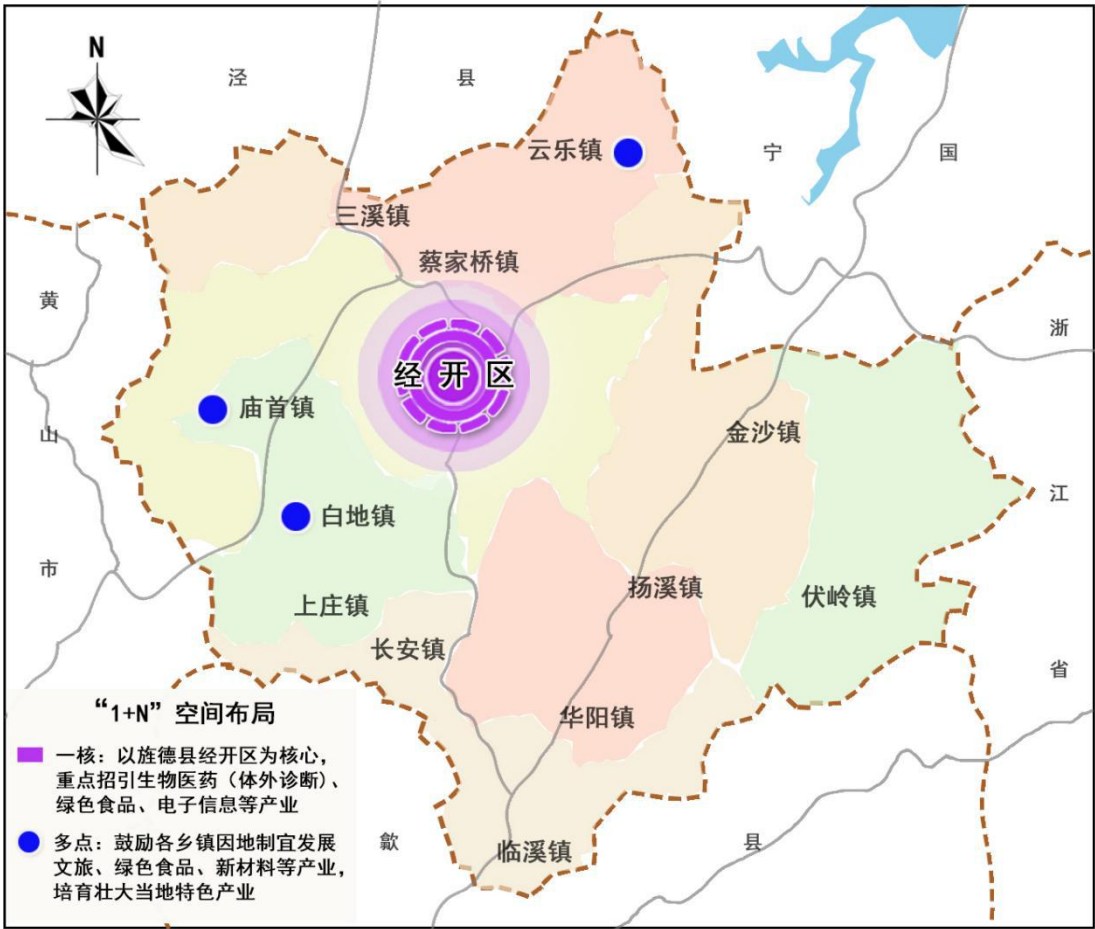 N
泾
县
云乐镇
宁
国
三溪镇
蔡家桥镇
黄
浙
经开区
庙首镇
山
金沙镇
江
白地镇
市
扬溪镇
伏岭镇
上庄镇
长安镇
省
华阳镇
歙
县
临溪镇
“1+N”空间布局
一核：以旌德县经开区为核心，
重点招引生物医药（体外诊断）、
绿色食品、电子信息等产业
多点：鼓励各乡镇因地制宜发展
文旅、绿色食品、新材料等产业，
培育壮大当地特色产业